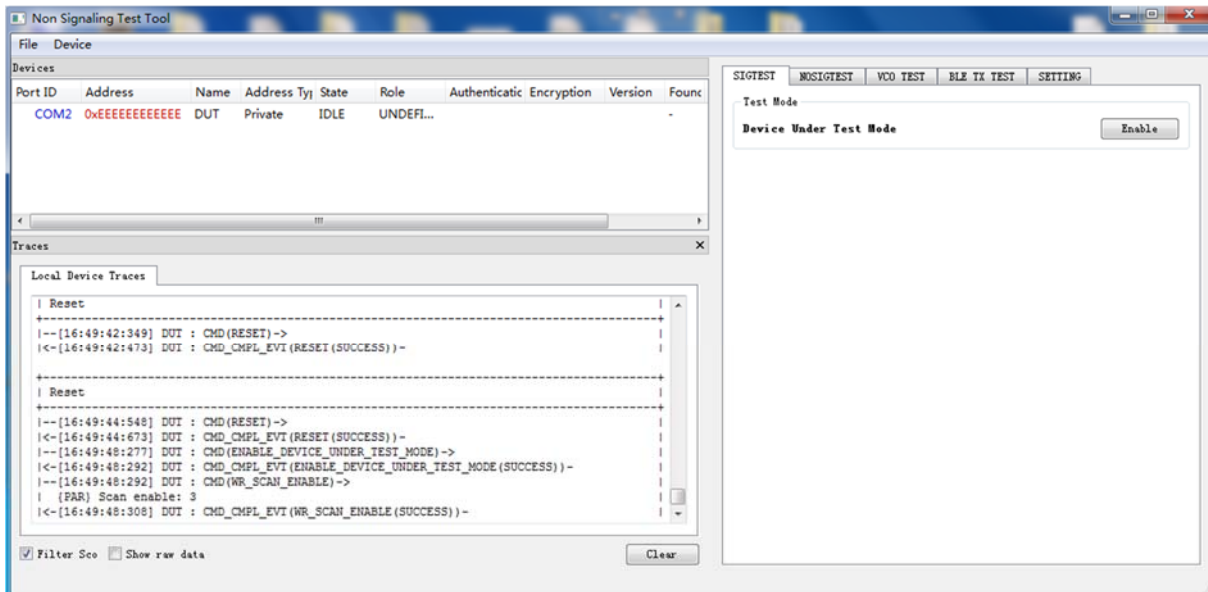 Non Signaling Test Tool
File Device
Devices
Port ID Address Name Address Ty State Role Authenticatic Encryption Version Found
COM2 0xEEEEEEEEEEEE DUT Private IDLE UNDEFI... -
Traces
Local Device Traces
| Reset |
+-----------------------------------------------------------------------------+
|--[16:49:42:349] DUT : CMD(RESET)-> |
|<-[16:49:42:473] DUT : CMD_CMPL_EVT(RESET(SUCCESS))- |
+-----------------------------------------------------------------------------+
| Reset |
+-----------------------------------------------------------------------------+
|--[16:49:44:548] DUT : CMD(RESET)-> |
|<-[16:49:44:673] DUT : CMD_CMPL_EVT(RESET(SUCCESS))- |
|--[16:49:48:277] DUT : CMD(ENABLE_DEVICE_UNDER_TEST_MODE)-> |
|<-[16:49:48:292] DUT : CMD_CMPL_EVT(ENABLE_DEVICE_UNDER_TEST_MODE(SUCCESS))- |
|--[16:49:48:292] DUT : CMD(WR_SCAN_ENABLE)-> |
| {PAR} Scan enable: 3 |
|<-[16:49:48:308] DUT : CMD_CMPL_EVT(WR_SCAN_ENABLE(SUCCESS))- |
Filter Sco Show raw data Clear
SIGTEST NOSIGTEST VCO TEST BLE TX TEST SETTING
Test Mode
Device Under Test Mode Enable